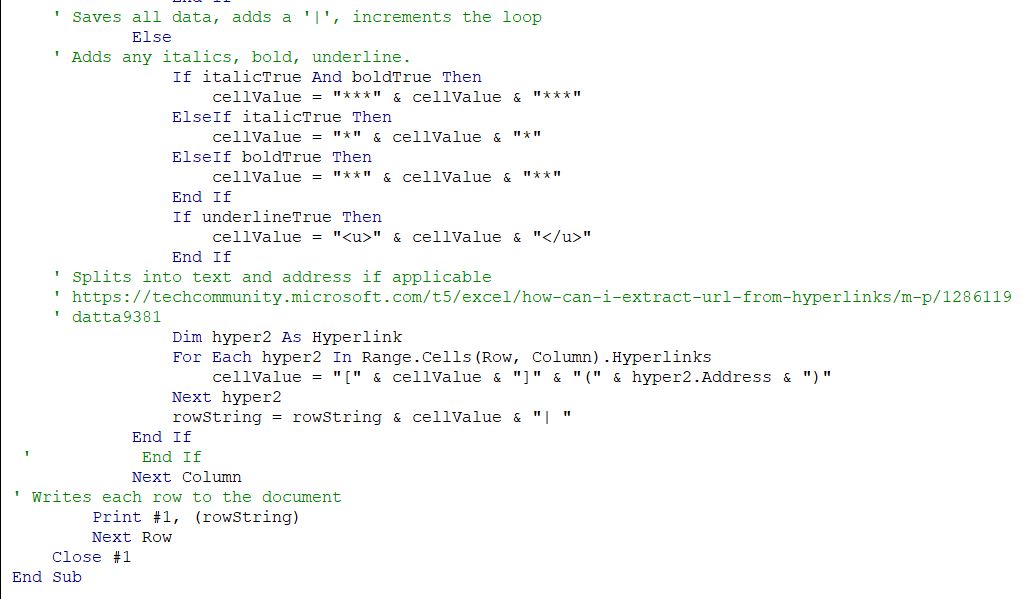 End If
' Saves all data, adds a '|', increments the loop
Else
' Adds any italics, bold, underline.
If italicTrue And boldTrue Then
cellValue = "***" & cellValue & "***"
ElseIf italicTrue Then
cellValue = "*" & cellValue & "*"
ElseIf boldTrue Then
cellValue = "**" & cellValue & "**"
End If
If underlineTrue Then
cellValue = "<u>" & cellValue & "</u>"
End If
' Splits into text and address if applicable
' https://techcommunity.microsoft.com/t5/excel/how-can-i-extract-url-from-hyperlinks/m-p/1286119
' datta9381
Dim hyper2 As Hyperlink
For Each hyper2 In Range.Cells(Row, Column).Hyperlinks
cellValue = "[" & cellValue & "]" & "(" & hyper2.Address & ")"
Next hyper2
rowString = rowString & cellValue & "| "
End If
' End If
Next Column
' Writes each row to the document
Print #1, (rowString)
Next Row
Close #1
End Sub